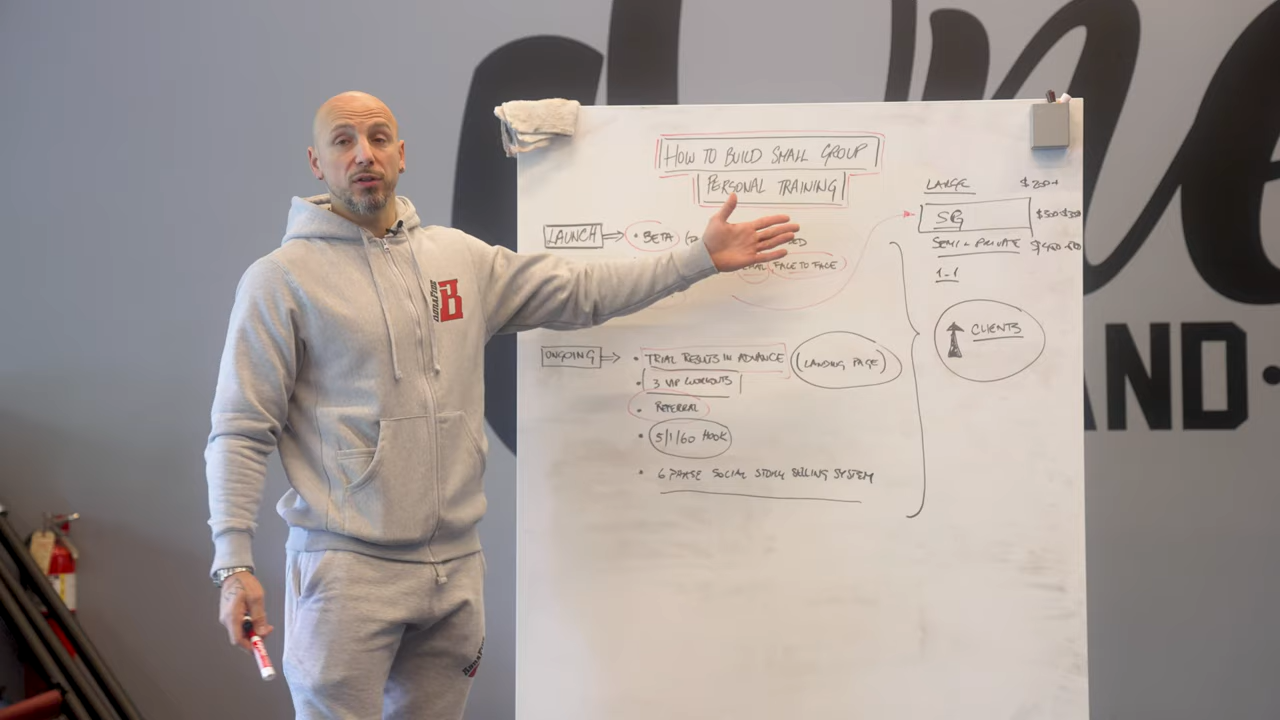 HOW TO BUILD SMALL GROUP
PERSONAL TRAINING
LAUNCH
• BETA
FACE TO FACE
ONGOING
• TRIAL RESULTS IN ADVANCE
(LANDING PAGE)
• 3 VIP WORKOUTS
• REFERRAL
• 5/1/60 HOOK
• 6 PHASE SOCIAL STORY SELLING SYSTEM
LARGE $200+
SG
SEMI-PRIVATE
1-1
CLIENTS
One
AND
B